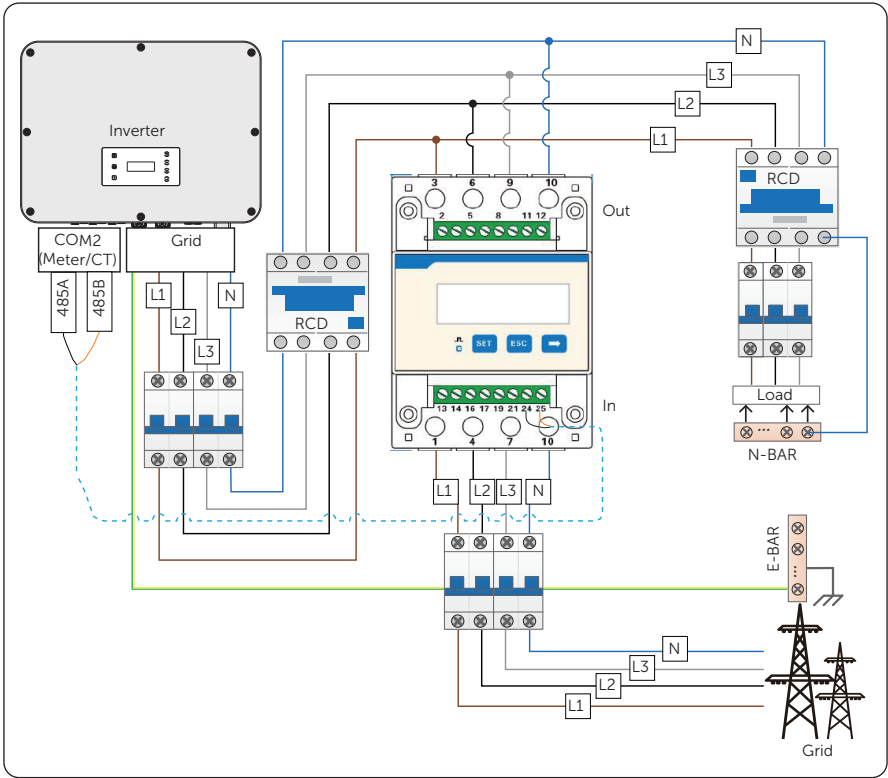 N
L3
L2
L1
Inverter
COM2
(Meter/CT)
Grid
485A
485B
L1
L2
L3
N
RCD
3 6 9 10
2 5 8 11 12
Out
SET ESC
In
13 14 16 17 19 21 24 25
1 4 7 10
L1 L2 L3 N
RCD
Load
N-BAR
E-BAR
N
L3
L2
L1
Grid